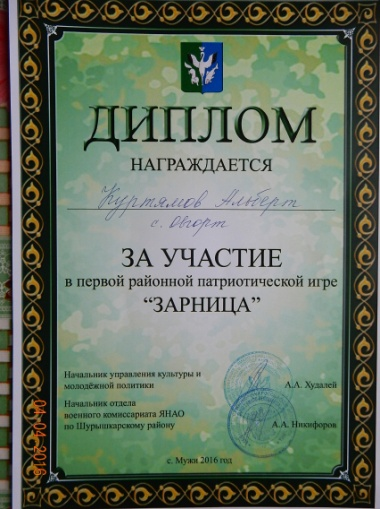 ДИПЛОМ
НАГРАЖДАЕТСЯ
Куртямов Альберт
с. Овгорт
ЗА УЧАСТИЕ
в первой районной патриотической игре
“ЗАРНИЦА”
Начальник управления культуры и
молодёжной политики
А.А. Худалей
Начальник отдела
военного комиссариата ЯНАО
по Шурышкарскому району
А.А. Никифоров
с. Мужи 2016 год
04-04-2016